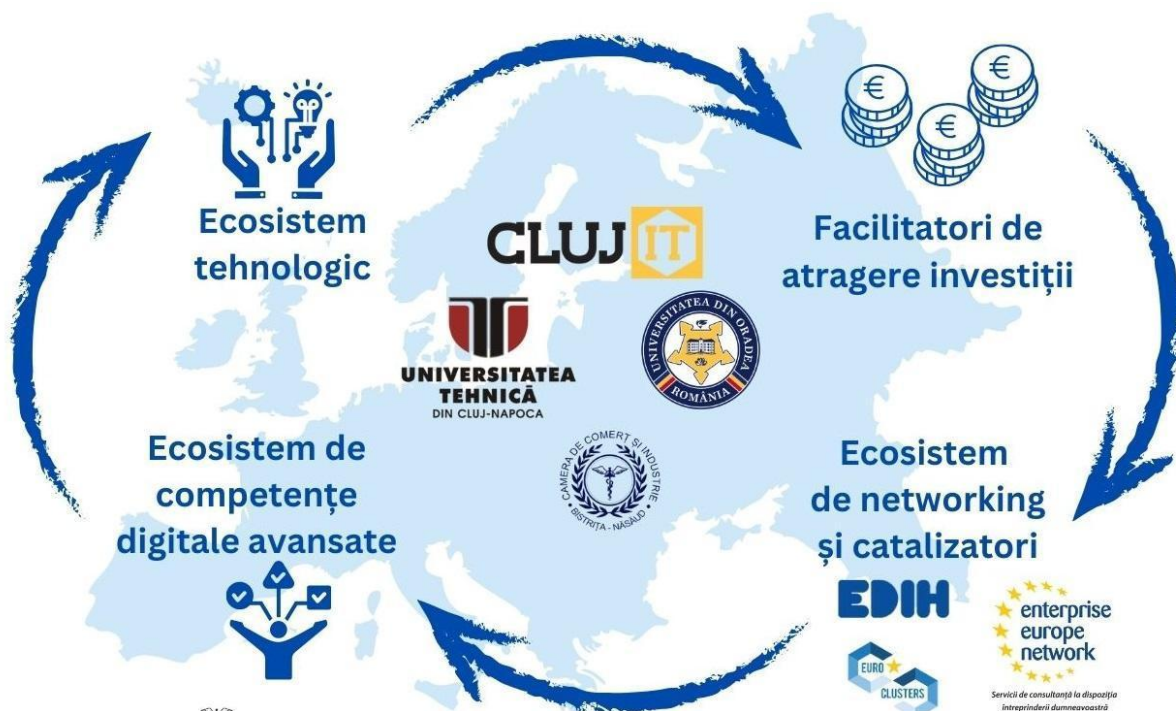 Ecosistem
tehnologic
€
€
€
Facilitatori de
atragere investiții
CLUJ IT
UNIVERSITATEA
TEHNICĂ
DIN CLUJ-NAPOCA
UNIVERSITATEA DIN ORADEA
ROMÂNIA
Ecosistem de
competențe
digitale avansate
CAMERA DE COMERT ȘI INDUSTRIE
BISTRIȚA - NĂSĂUD
Ecosistem
de networking
și catalizatori
EDIH
enterprise
europe
network
EURO
CLUSTERS
Servicii de consultanță la dispoziția
întreprinderii dumneavoastră